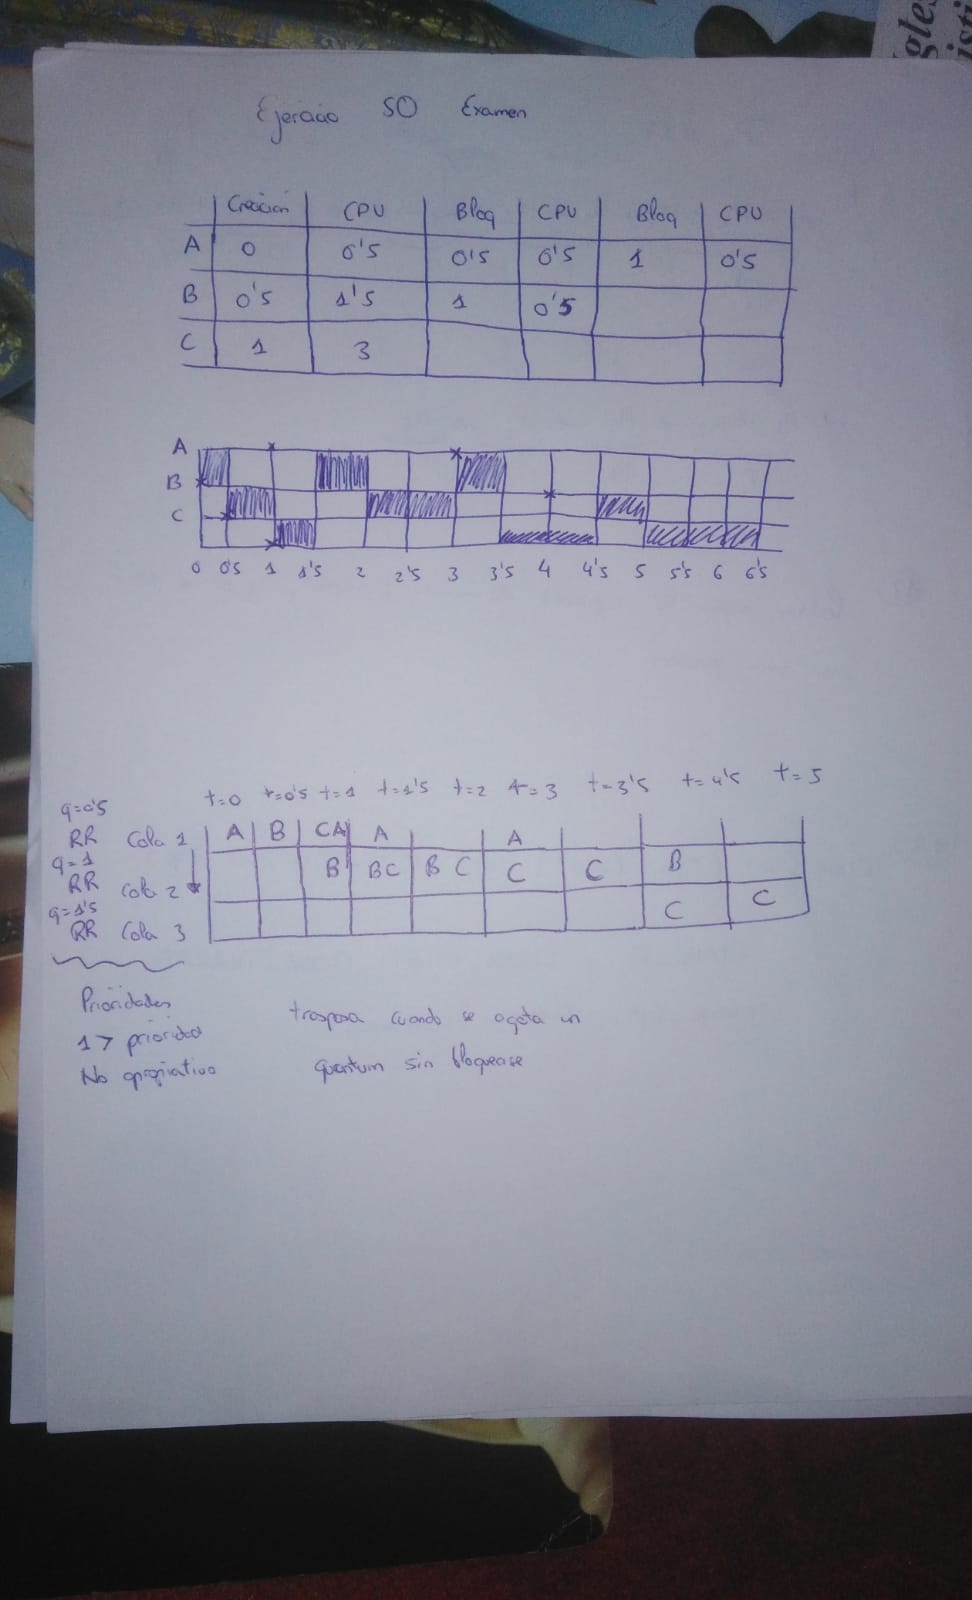 Ejercicio SO Examen
Creación CPU Bloq CPU Bloq CPU
A 0 0'5 0'5 0'5 1 0'5
B 0'5 1'5 1 0'5
C 1 3
A
B
C
0 0'5 1 1'5 2 2'5 3 3'5 4 4'5 5 5'5 6 6'5
t=0 t=0'5 t=1 t=1'5 t=2 t=3 t=3'5 t=4'5 t=5
q=0'5
RR Cola 1 A B CA A A
q=1
RR Cola 2 B BC B C C C B
q=1'5
RR Cola 3 C C
Prioridades
1 > prioridad
No apropiativo
traspasa cuando se agota un
quantum sin bloquease